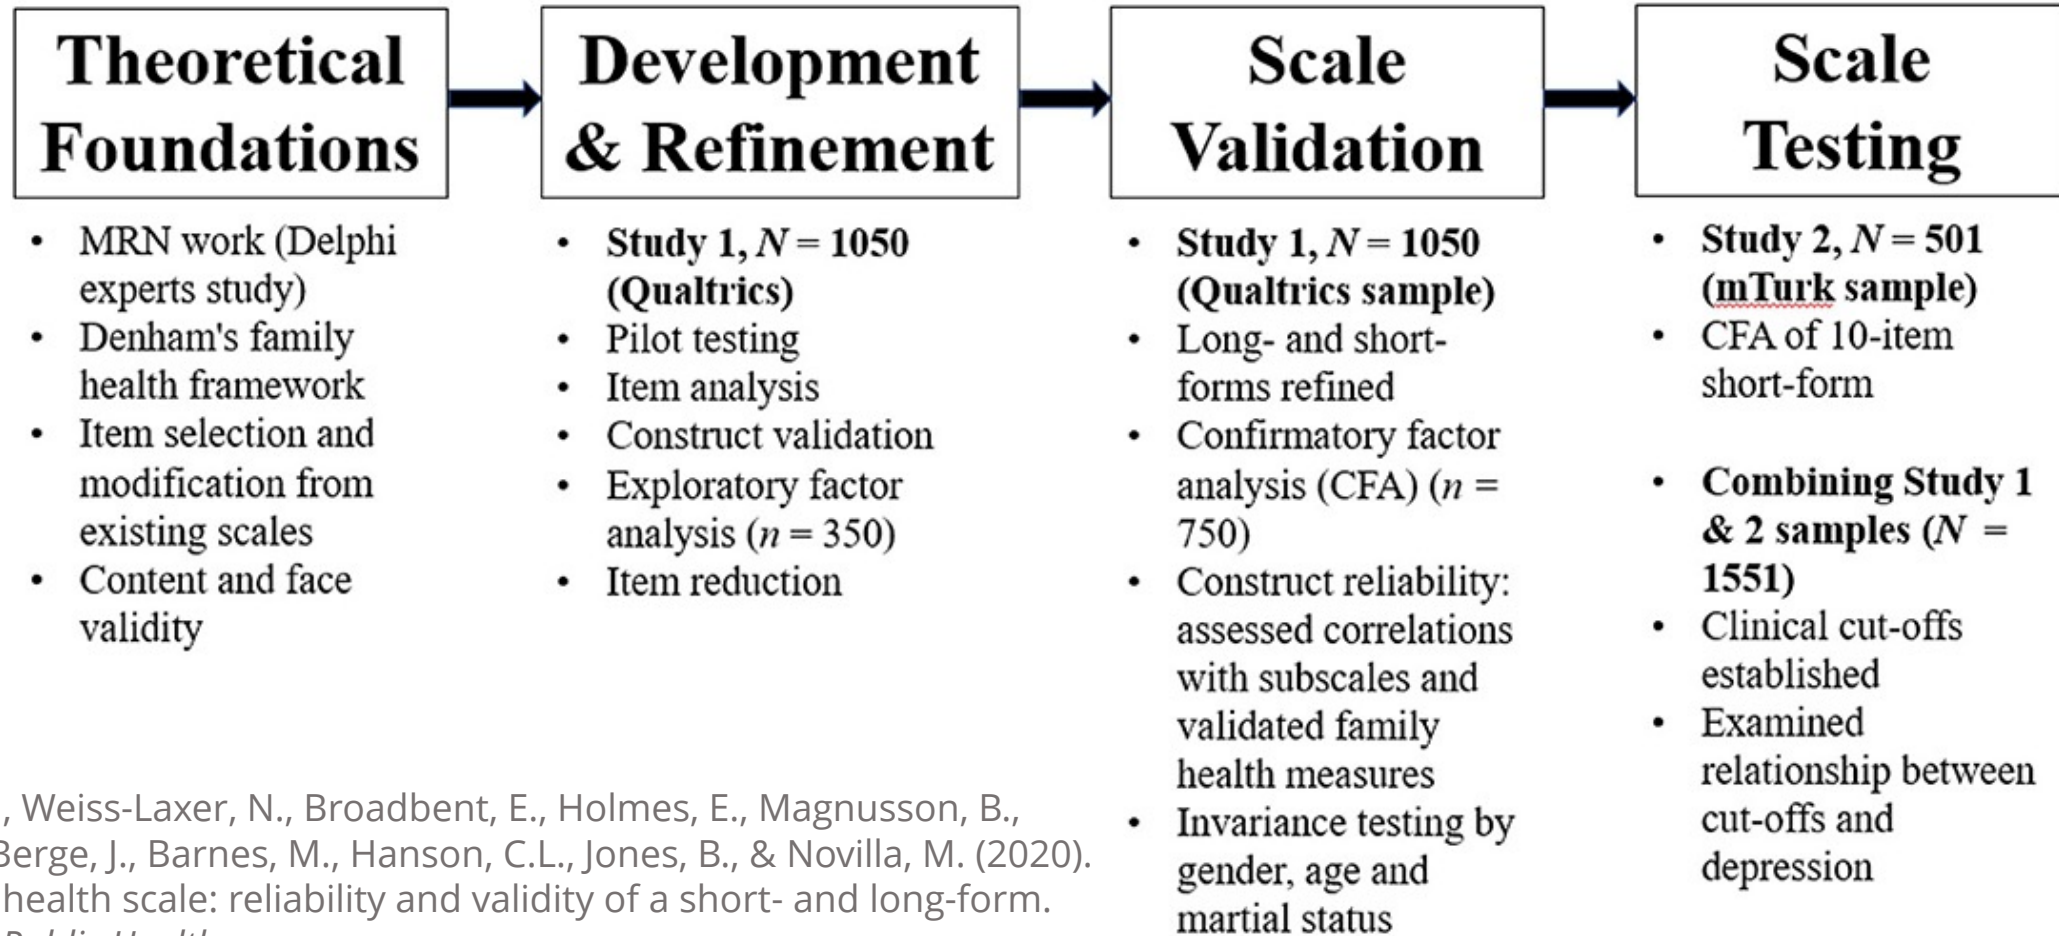 Theoretical
Foundations
• MRN work (Delphi
experts study)
• Denham's family
health framework
• Item selection and
modification from
existing scales
• Content and face
validity
Development
& Refinement
• Study 1, N = 1050
(Qualtrics)
• Pilot testing
• Item analysis
• Construct validation
• Exploratory factor
analysis (n = 350)
• Item reduction
Scale
Validation
• Study 1, N = 1050
(Qualtrics sample)
• Long- and short-
forms refined
• Confirmatory factor
analysis (CFA) (n =
750)
• Construct reliability:
assessed correlations
with subscales and
validated family
health measures
• Invariance testing by
gender, age and
martial status
Scale
Testing
• Study 2, N = 501
(mTurk sample)
• CFA of 10-item
short-form
• Combining Study 1
& 2 samples (N =
1551)
• Clinical cut-offs
established
• Examined
relationship between
cut-offs and
depression
, Weiss-Laxer, N., Broadbent, E., Holmes, E., Magnusson, B.,
Berge, J., Barnes, M., Hanson, C.L., Jones, B., & Novilla, M. (2020).
health scale: reliability and validity of a short- and long-form.
Public Health